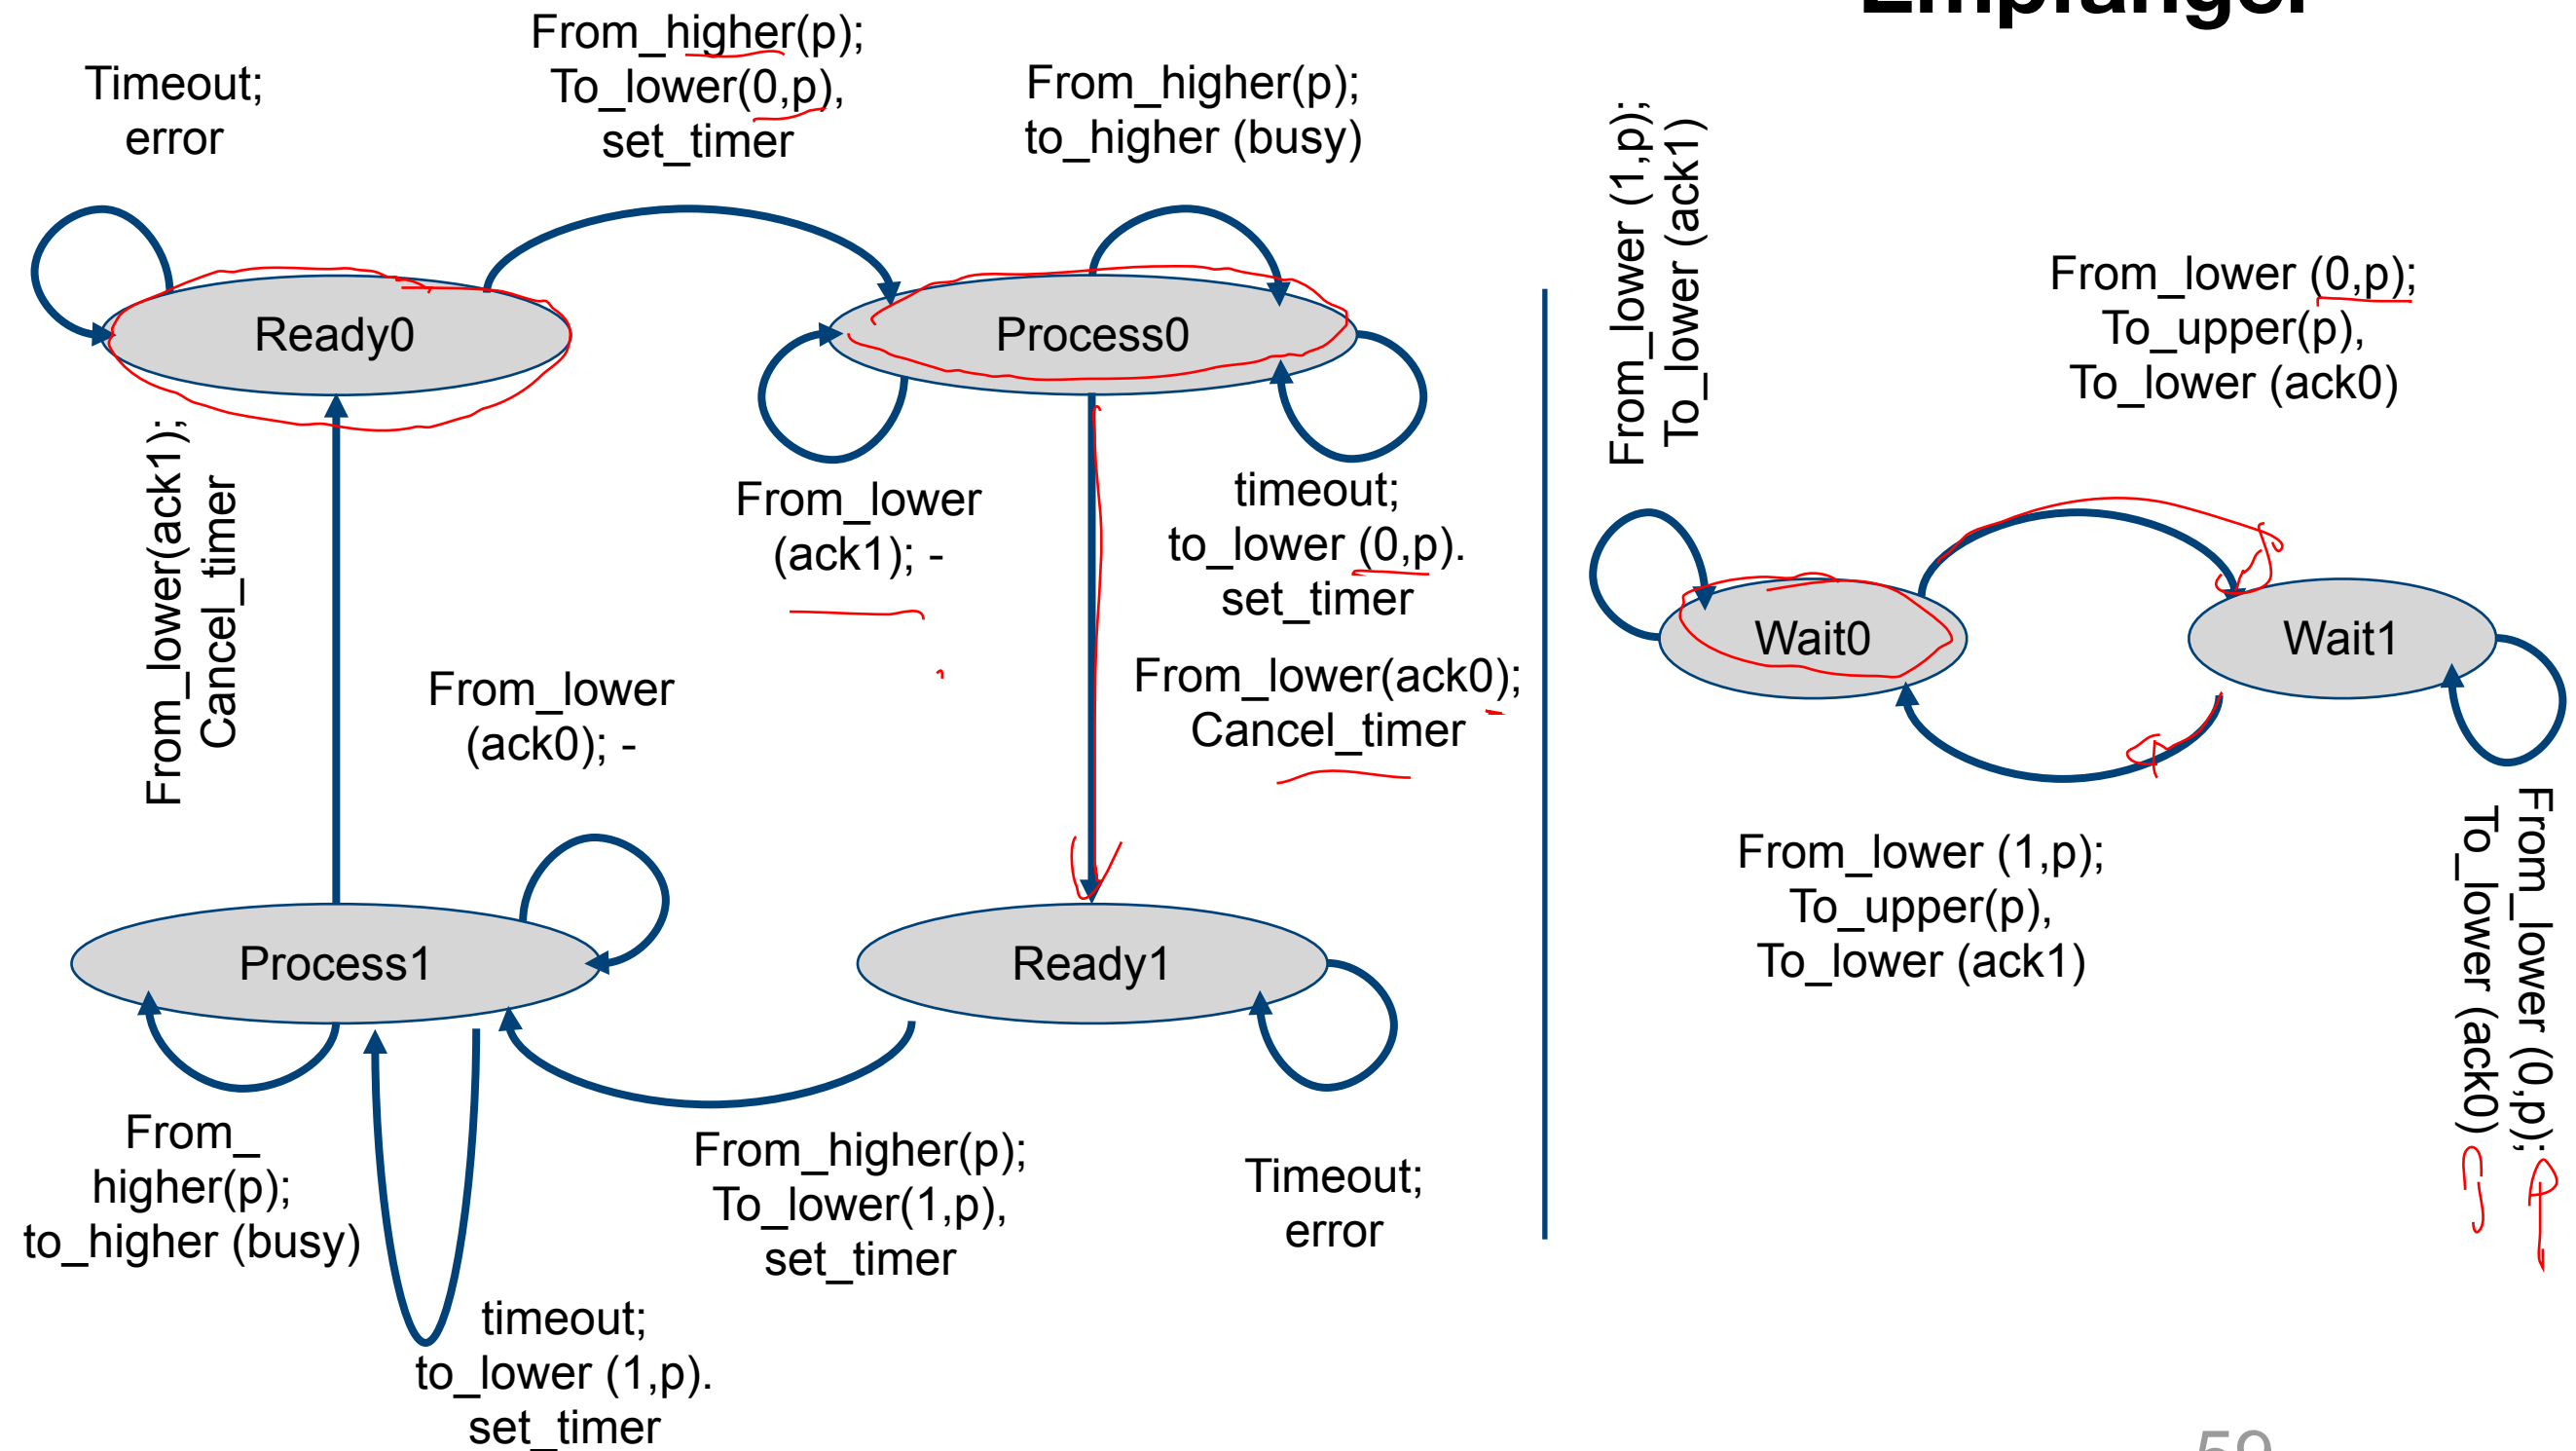 Empfänger
From_higher(p);
To_lower(0,p),
set_timer
Timeout;
error
From_higher(p);
to_higher (busy)
From_lower (1,p);
To_lower (ack1)
From_lower (0,p);
To_upper(p),
To_lower (ack0)
Ready0
Process0
From_lower(ack1);
Cancel_timer
From_lower
(ack1); -
timeout;
to_lower (0,p).
set_timer
From_lower
(ack0); -
From_lower(ack0);
Cancel_timer
Wait0
Wait1
From_lower (1,p);
To_upper(p),
To_lower (ack1)
From_lower (0,p);
To_lower (ack0)
Process1
Ready1
From_
higher(p);
to_higher (busy)
From_higher(p);
To_lower(1,p),
set_timer
Timeout;
error
timeout;
to_lower (1,p).
set_timer
59